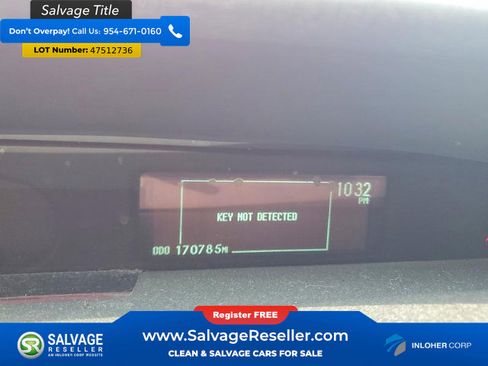 Salvage Title
Don't Overpay! Call Us: 954-671-0160
LOT Number: 47512736
10:32
PM
KEY NOT DETECTED
ODO 170785MI
Register FREE
SALVAGE
RESELLER
AN INLOHER CORP WEBSITE
www.SalvageReseller.com
CLEAN & SALVAGE CARS FOR SALE
INLOHER CORP